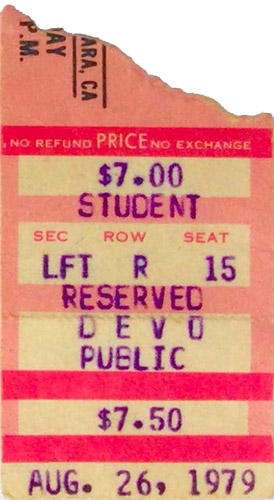 ARA, CA
AY
P.M.
NO REFUND PRICE NO EXCHANGE
$7.00
STUDENT
SEC ROW SEAT
LFT R 15
RESERVED
DEVO
PUBLIC
$7.50
AUG. 26, 1979